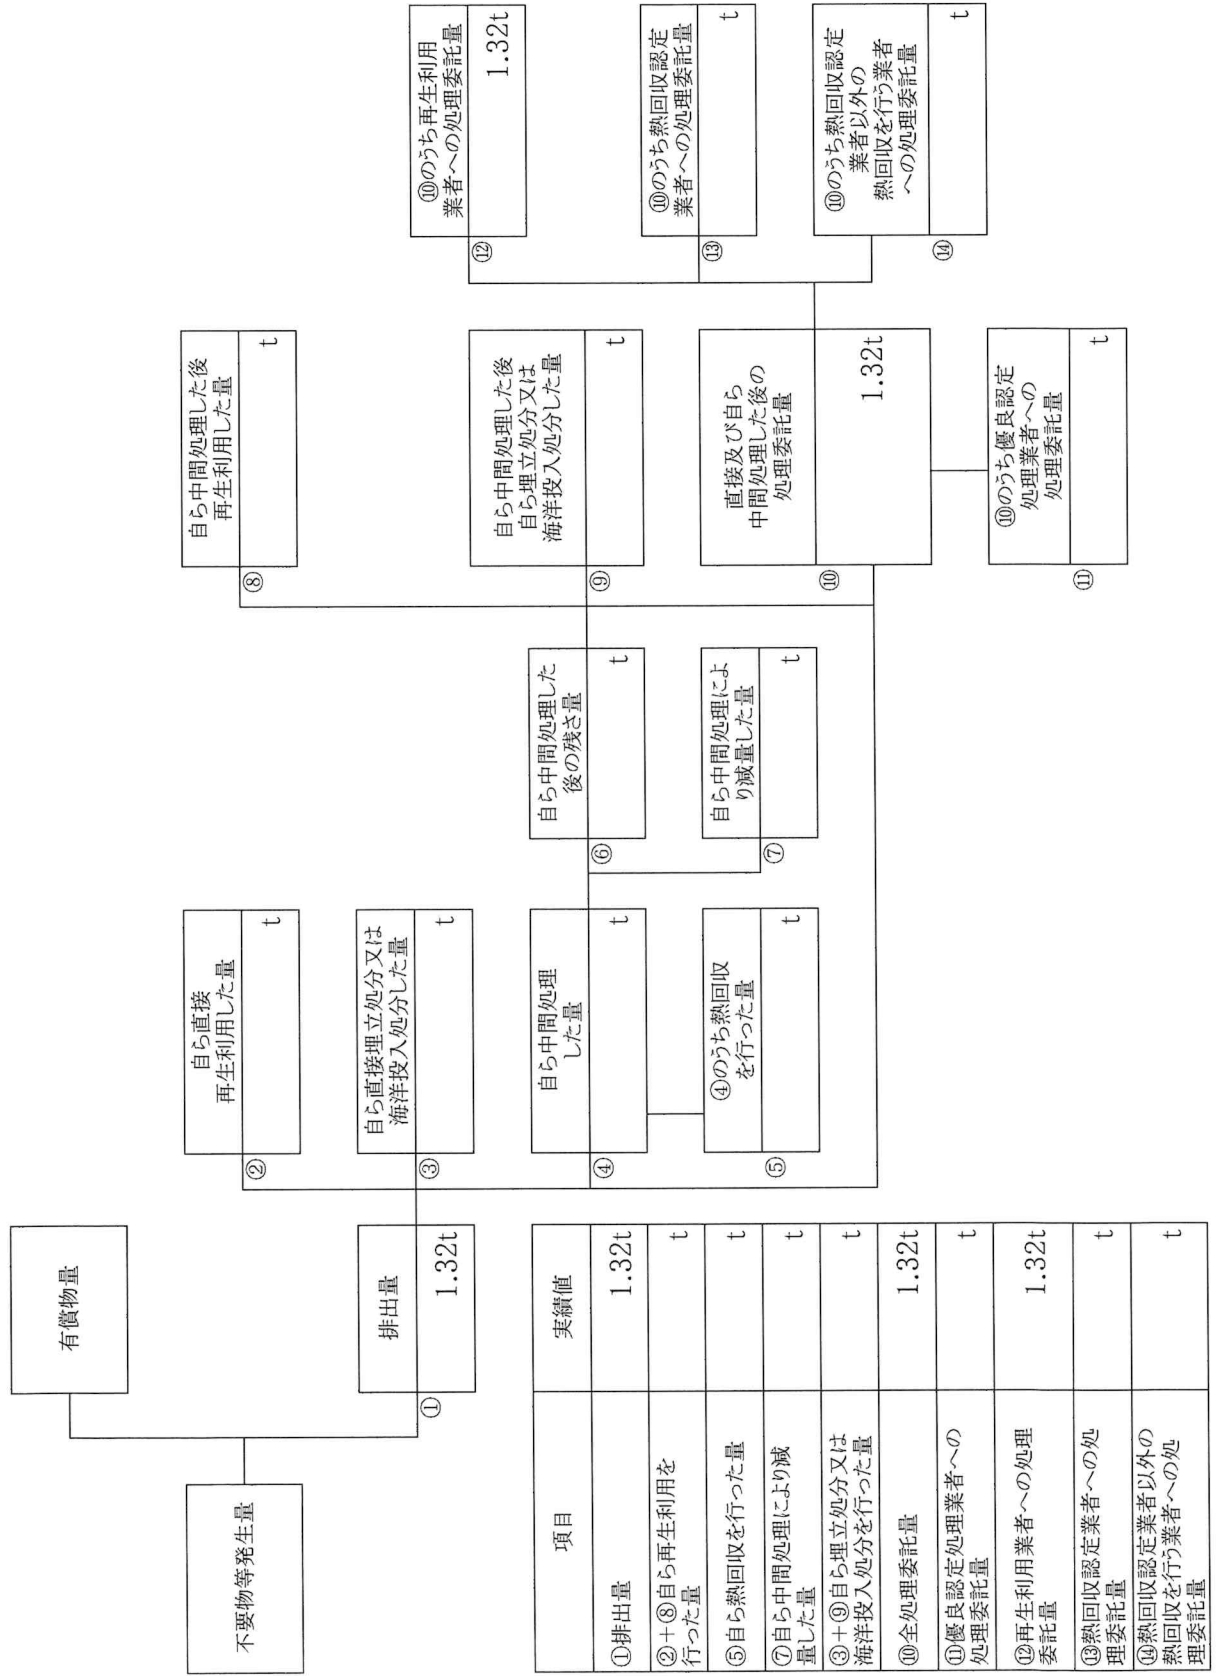 不要物等発生量
有償物量
①
排出量
1.32t
②
自ら直接
再生利用した量
t
③
自ら直接埋立処分又は
海洋投入処分した量
t
④
自ら中間処理
した量
t
⑤
④のうち熱回収
を行った量
t
⑥
自ら中間処理した
後の残さ量
t
⑦
自ら中間処理によ
り減量した量
t
⑧
自ら中間処理した後
再生利用した量
t
⑨
自ら中間処理した後
自ら埋立処分又は
海洋投入処分した量
t
⑩
直接及び自ら
中間処理した後の
処理委託量
1.32t
⑪
⑩のうち優良認定
処理業者への
処理委託量
t
⑫
⑩のうち再生利用
業者への処理委託量
1.32t
⑬
⑩のうち熱回収認定
業者への処理委託量
t
⑭
⑩のうち熱回収認定
業者以外の
熱回収を行う業者
への処理委託量
t
項目
実績値
①排出量
1.32t
②+⑧自ら再生利用を
行った量
t
⑤自ら熱回収を行った量
t
⑦自ら中間処理により減
量した量
t
③+⑨自ら埋立処分又は
海洋投入処分を行った量
t
⑩全処理委託量
1.32t
⑪優良認定処理業者への
処理委託量
t
⑫再生利用業者への処理
委託量
1.32t
⑬熱回収認定業者への処
理委託量
t
⑭熱回収認定業者以外の
熱回収を行う業者への処
理委託量
t